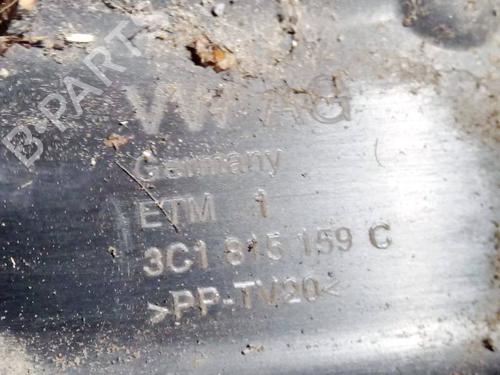 B-PARTS
VW AG
Germany
ETM 1
3C1 815 159 C
>PP-TV20<